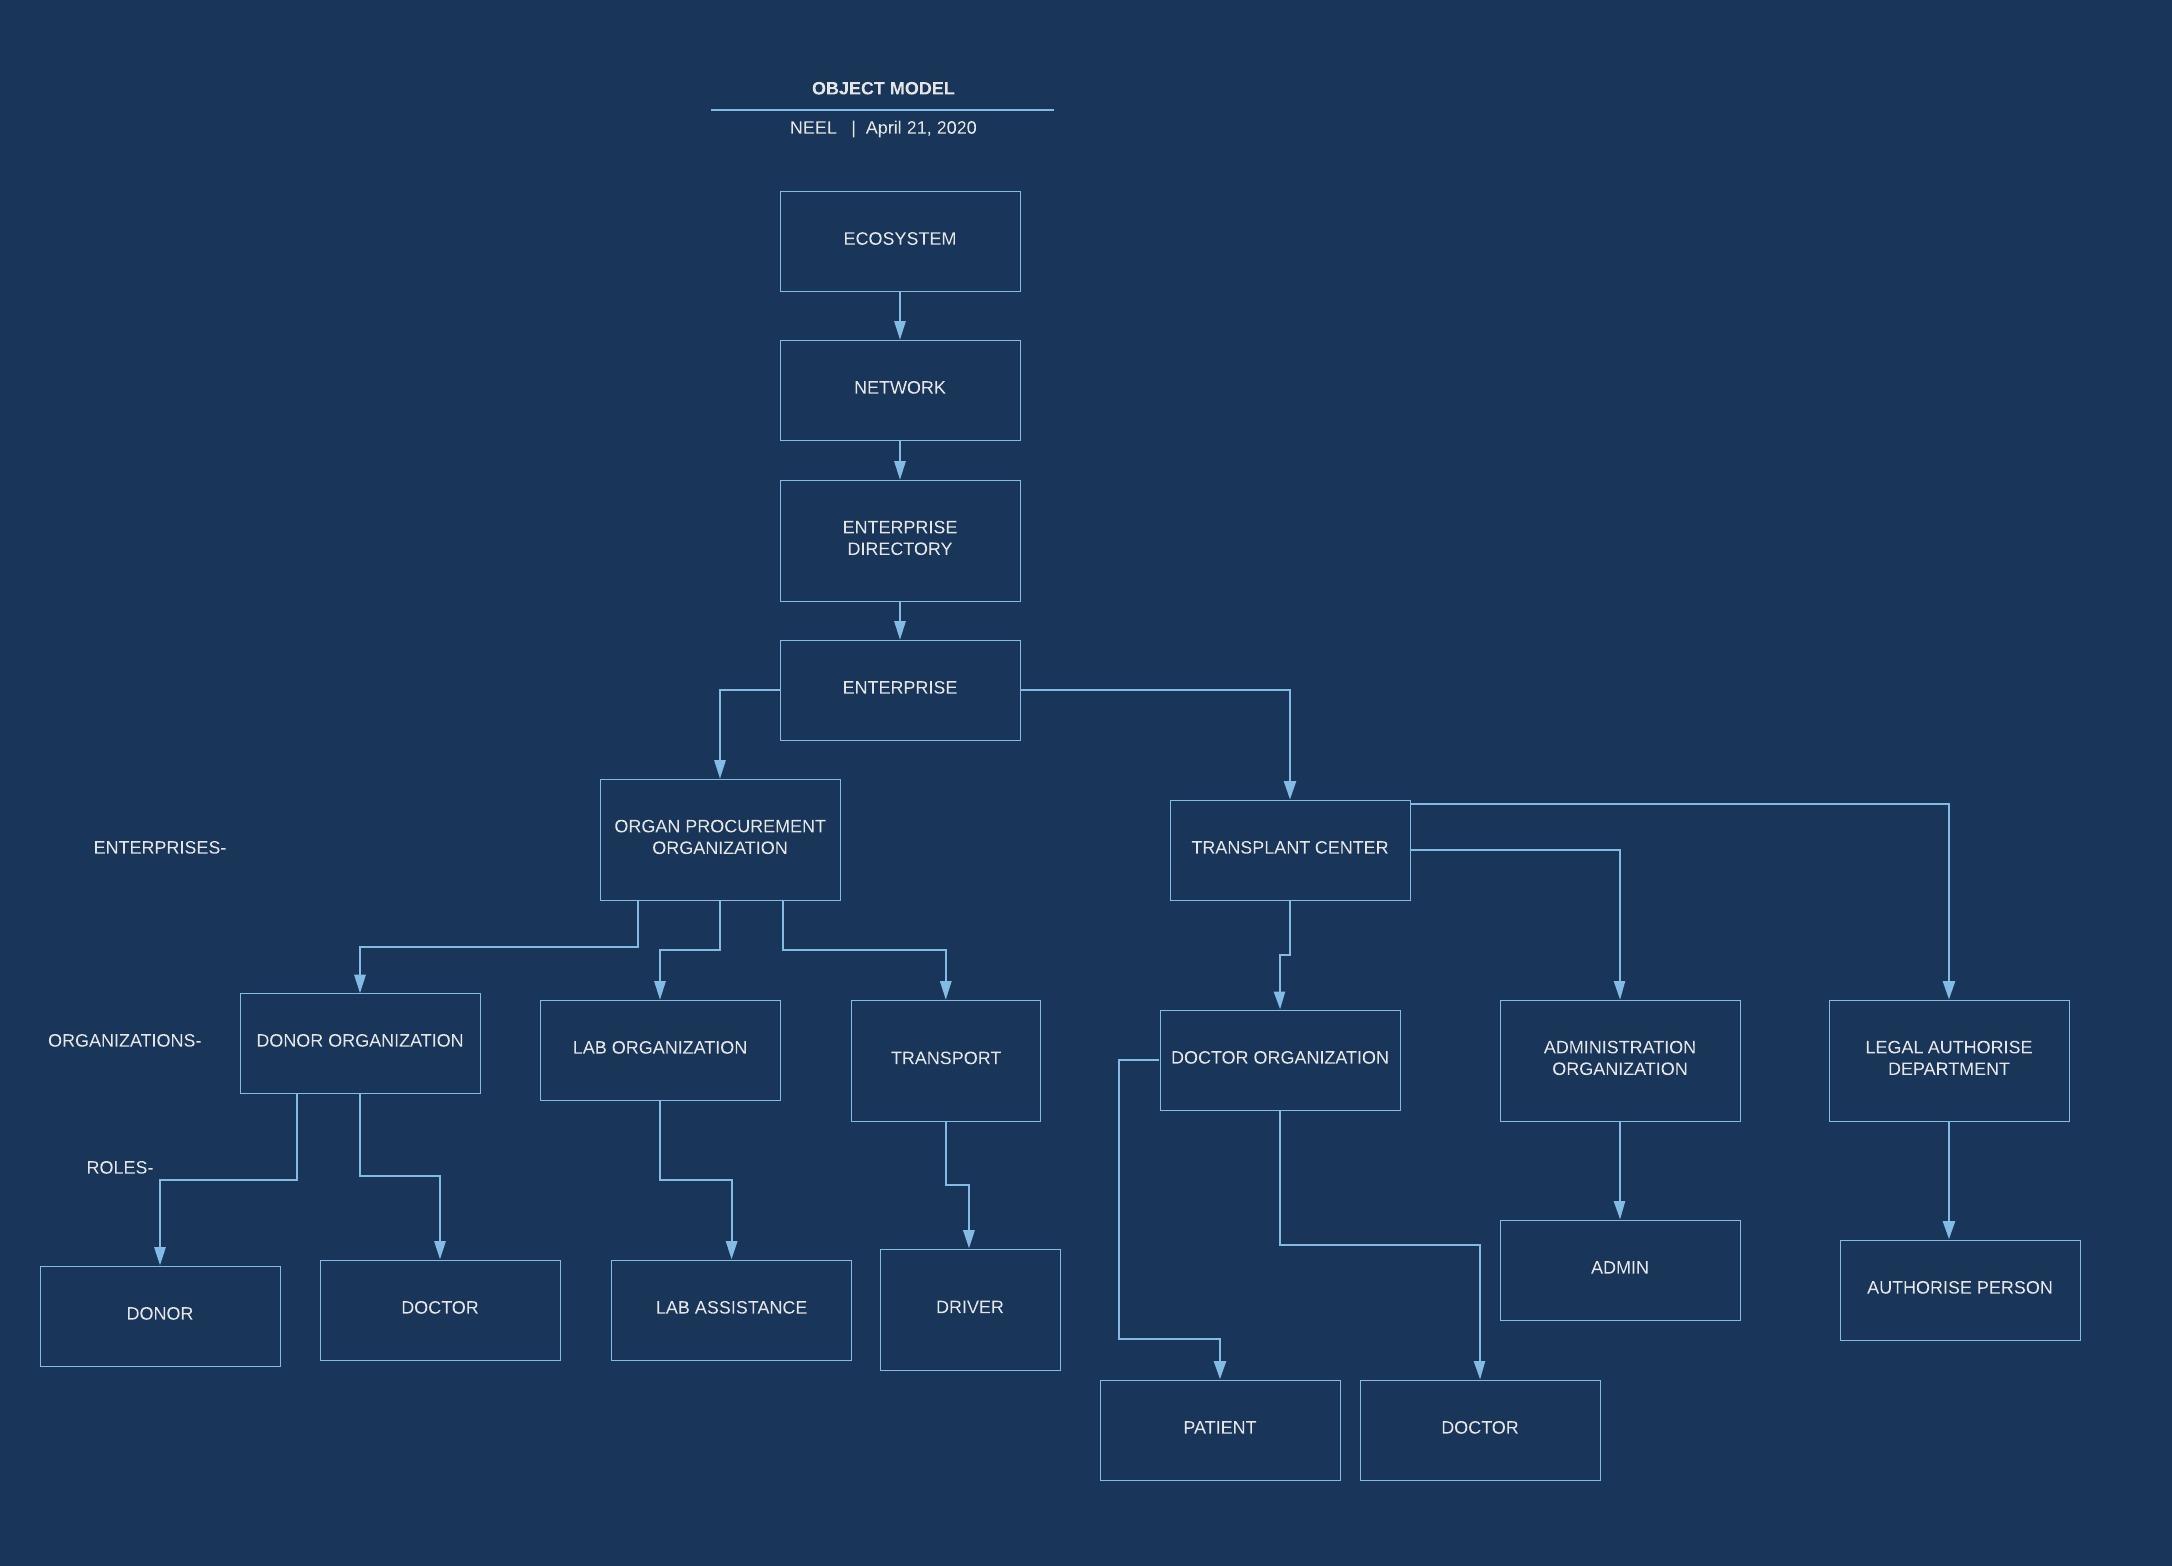 OBJECT MODEL
NEEL | April 21, 2020
ECOSYSTEM
NETWORK
ENTERPRISE
DIRECTORY
ENTERPRISE
ENTERPRISES-
ORGAN PROCUREMENT
ORGANIZATION
TRANSPLANT CENTER
ORGANIZATIONS-
DONOR ORGANIZATION
LAB ORGANIZATION
TRANSPORT
DOCTOR ORGANIZATION
ADMINISTRATION
ORGANIZATION
LEGAL AUTHORISE
DEPARTMENT
ROLES-
DONOR
DOCTOR
LAB ASSISTANCE
DRIVER
ADMIN
AUTHORISE PERSON
PATIENT
DOCTOR